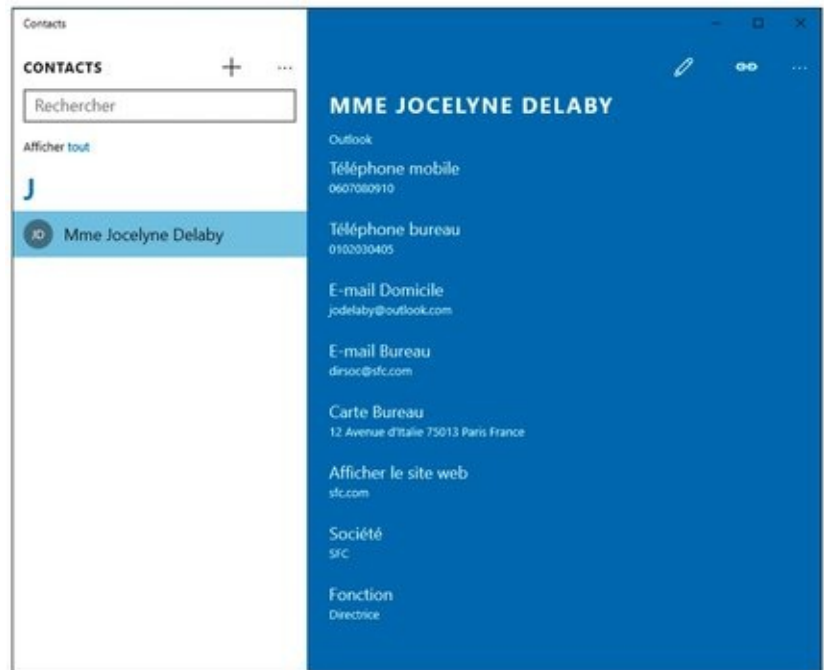 Contacts
CONTACTS
Rechercher
Afficher tout
J
JD
Mme Jocelyne Delaby
MME JOCELYNE DELABY
Outlook
Téléphone mobile
0607080910
Téléphone bureau
0102030405
E-mail Domicile
jodelaby@outlook.com
E-mail Bureau
dirsoc@sfc.com
Carte Bureau
12 Avenue d'Italie 75013 Paris France
Afficher le site web
sfc.com
Société
SFC
Fonction
Directrice